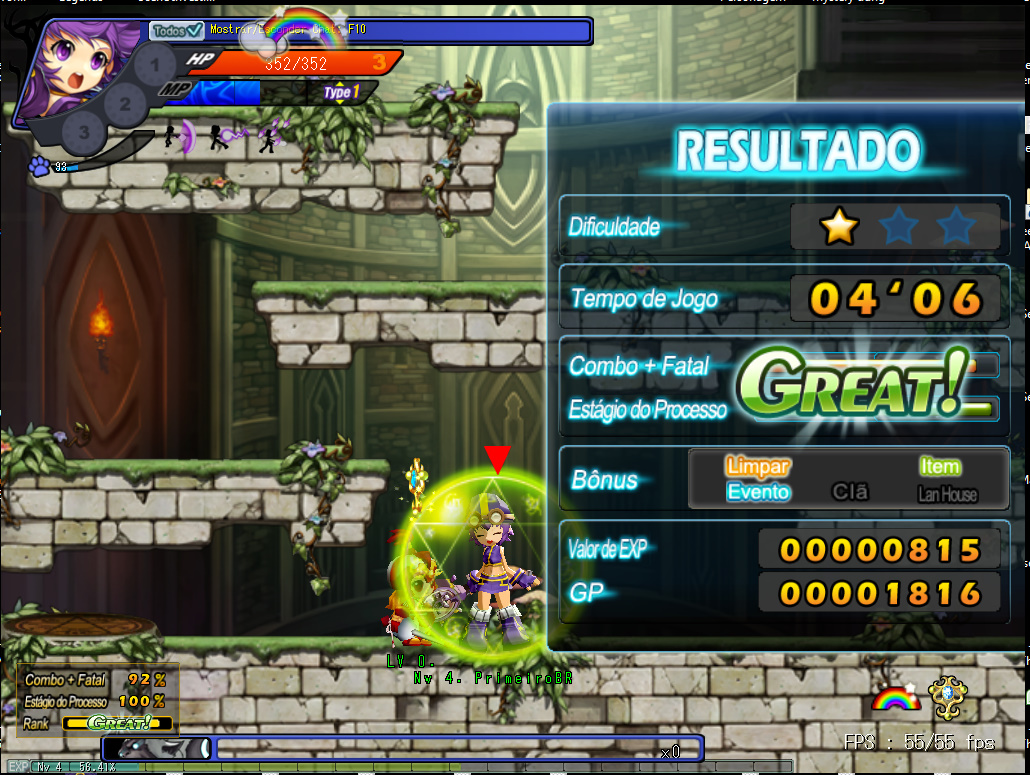 Todos Mostrar/Esconder Chat: F10
HP 352/352 3
1
MP Type 1
2
3
93
RESULTADO
Dificuldade
Tempo de Jogo 04‘06
Combo + Fatal
GREAT!
Estágio do Processo
Bônus Limpar Item
Evento Clã Lan House
Valor de EXP 00000815
GP 00001816
LV 0.
Nv 4. PrimeiroBR
Combo + Fatal 92%
Estágio do Processo 100%
Rank GREAT!
x0
FPS : 55/55 fps
EXP Nv 4 56.41%